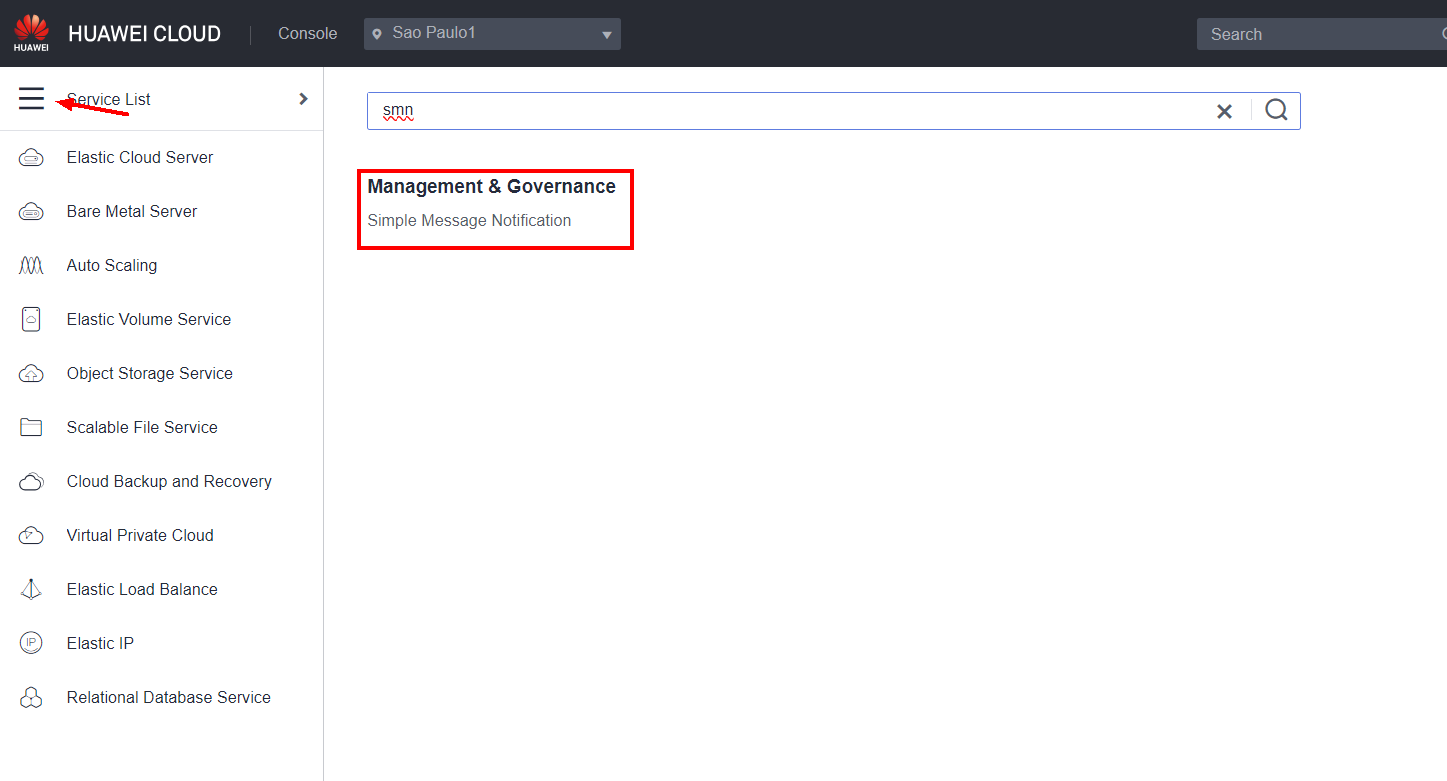 HUAWEI
HUAWEI CLOUD
Console
Sao Paulo1
Search
Service List
Elastic Cloud Server
Bare Metal Server
Auto Scaling
Elastic Volume Service
Object Storage Service
Scalable File Service
Cloud Backup and Recovery
Virtual Private Cloud
Elastic Load Balance
IP
Elastic IP
Relational Database Service
smn
Management & Governance
Simple Message Notification